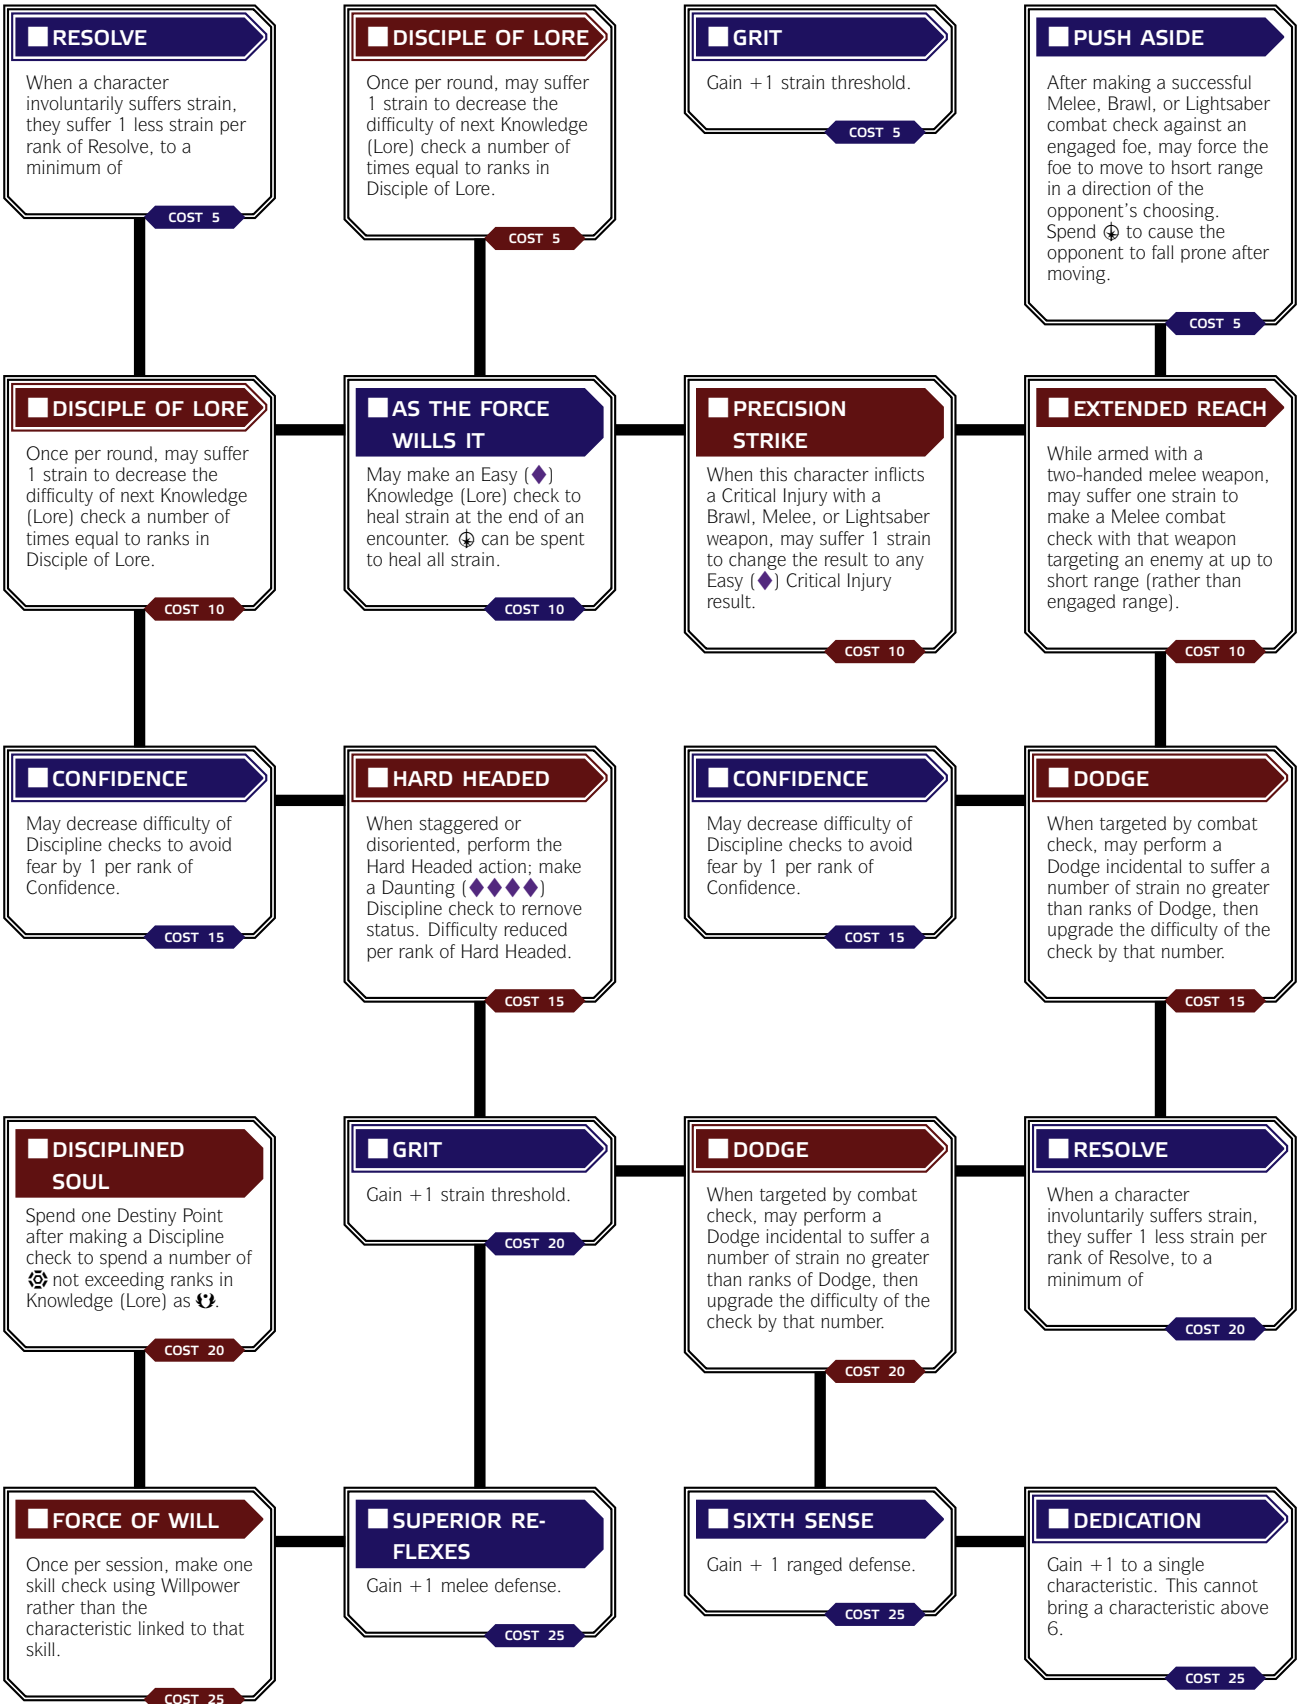 RESOLVE
When a character
involuntarily suffers strain,
they suffer 1 less strain per
rank of Resolve, to a
minimum of
COST 5
DISCIPLE OF LORE
Once per round, may suffer
1 strain to decrease the
difficulty of next Knowledge
(Lore) check a number of
times equal to ranks in
Disciple of Lore.
COST 5
GRIT
Gain +1 strain threshold.
COST 5
PUSH ASIDE
After making a successful
Melee, Brawl, or Lightsaber
combat check against an
engaged foe, may force the
foe to move to hsort range
in a direction of the
opponent's choosing.
Spend to cause the
opponent to fall prone after
moving.
COST 5
DISCIPLE OF LORE
Once per round, may suffer
1 strain to decrease the
difficulty of next Knowledge
(Lore) check a number of
times equal to ranks in
Disciple of Lore.
COST 10
AS THE FORCE
WILLS IT
May make an Easy (♦)
Knowledge (Lore) check to
heal strain at the end of an
encounter. can be spent
to heal all strain.
COST 10
PRECISION
STRIKE
When this character inflicts
a Critical Injury with a
Brawl, Melee, or Lightsaber
weapon, may suffer 1 strain
to change the result to any
Easy (♦) Critical Injury
result.
COST 10
EXTENDED REACH
While armed with a
two-handed melee weapon,
may suffer one strain to
make a Melee combat
check with that weapon
targeting an enemy at up to
short range (rather than
engaged range).
COST 10
CONFIDENCE
May decrease difficulty of
Discipline checks to avoid
fear by 1 per rank of
Confidence.
COST 15
HARD HEADED
When staggered or
disoriented, perform the
Hard Headed action; make
a Daunting (♦♦♦♦)
Discipline check to rernove
status. Difficulty reduced
per rank of Hard Headed.
COST 15
CONFIDENCE
May decrease difficulty of
Discipline checks to avoid
fear by 1 per rank of
Confidence.
COST 15
DODGE
When targeted by combat
check, may perform a
Dodge incidental to suffer a
number of strain no greater
than ranks of Dodge, then
upgrade the difficulty of the
check by that number.
COST 15
DISCIPLINED
SOUL
Spend one Destiny Point
after making a Discipline
check to spend a number of
not exceeding ranks in
Knowledge (Lore) as .
COST 20
GRIT
Gain +1 strain threshold.
COST 20
DODGE
When targeted by combat
check, may perform a
Dodge incidental to suffer a
number of strain no greater
than ranks of Dodge, then
upgrade the difficulty of the
check by that number.
COST 20
RESOLVE
When a character
involuntarily suffers strain,
they suffer 1 less strain per
rank of Resolve, to a
minimum of
COST 20
FORCE OF WILL
Once per session, make one
skill check using Willpower
rather than the
characteristic linked to that
skill.
COST 25
SUPERIOR RE-
FLEXES
Gain +1 melee defense.
COST 25
SIXTH SENSE
Gain + 1 ranged defense.
COST 25
DEDICATION
Gain +1 to a single
characteristic. This cannot
bring a characteristic above
6.
COST 25